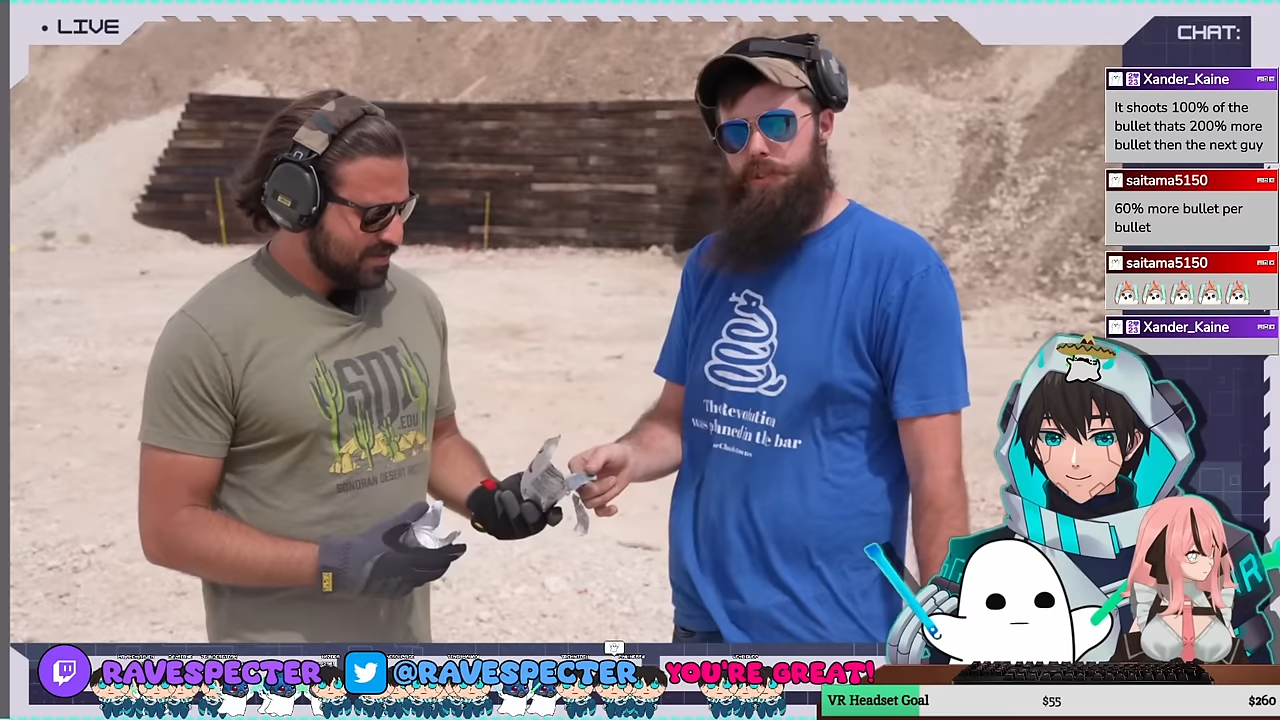 • LIVE
CHAT:
Xander_Kaine
It shoots 100% of the
bullet thats 200% more
bullet then the next guy
saitama5150
60% more bullet per
bullet
saitama5150
Xander_Kaine
SDI
.EDU
SONORAN DESERT
The Revolution
was planned in the bar
R
RAVESPECTER
@RAVESPECTER
YOU'RE GREAT!
VR Headset Goal
$55
$260